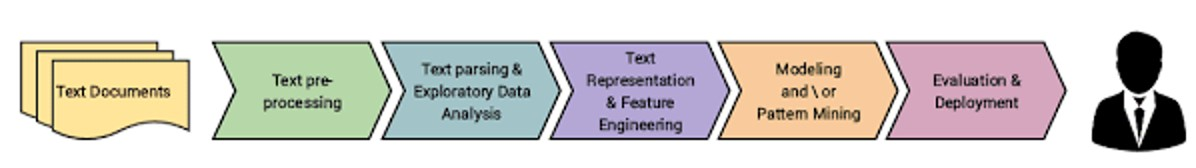 Text Documents
Text pre-
processing
Text parsing &
Exploratory Data
Analysis
Text
Representation
& Feature
Engineering
Modeling
and \ or
Pattern Mining
Evaluation &
Deployment